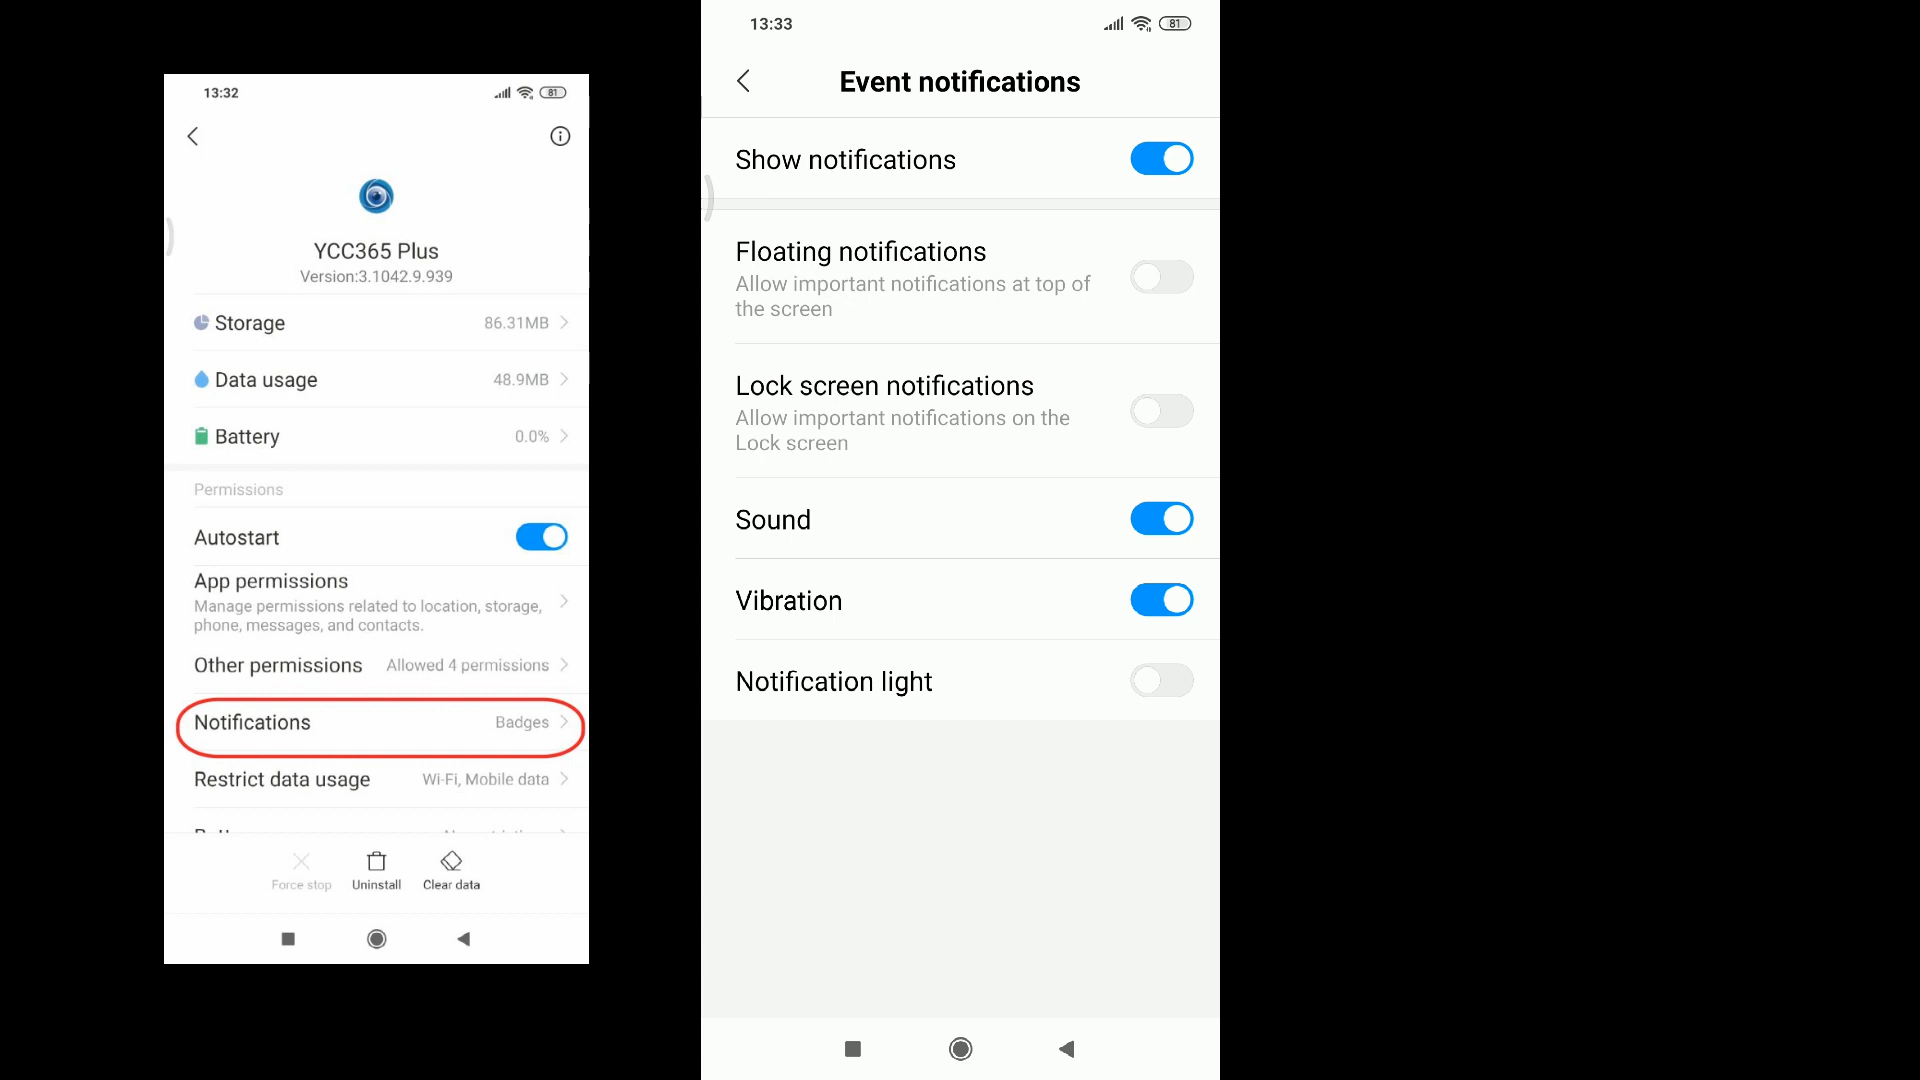 13:32
81
YCC365 Plus
Version:3.1042.9.939
Storage 86.31MB
Data usage 48.9MB
Battery 0.0%
Permissions
Autostart
App permissions
Manage permissions related to location, storage,
phone, messages, and contacts.
Other permissions Allowed 4 permissions
Notifications Badges
Restrict data usage Wi-Fi, Mobile data
Force stop Uninstall Clear data
13:33
81
Event notifications
Show notifications
Floating notifications
Allow important notifications at top of
the screen
Lock screen notifications
Allow important notifications on the
Lock screen
Sound
Vibration
Notification light